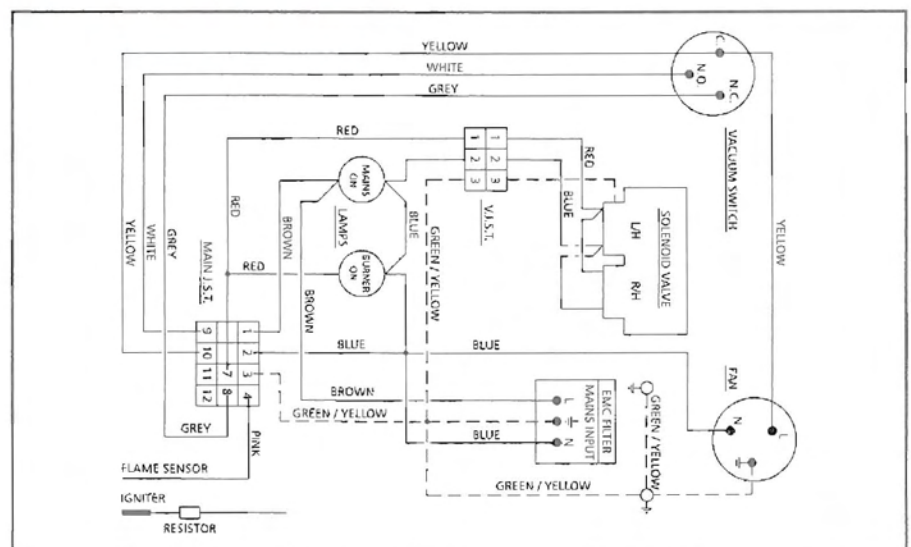 YELLOW
WHITE
GREY
C.
N.O.
N.C.
VACUUM SWITCH
RED
1 1
2 2
3 3
V.J.S.T.
RED
BLUE
MAINS ON
LAMPS
BURNER ON
BLUE
GREEN / YELLOW
SOLENOID VALVE
L/H
R/H
YELLOW
YELLOW
WHITE
GREY
RED
BROWN
RED
BROWN
MAIN J.S.T.
9 1
10 2
11 7 3
12 8 4
BLUE
BLUE
BROWN
GREEN / YELLOW
BLUE
GREY
PINK
EMC FILTER
MAINS INPUT
L
N
GREEN / YELLOW
GREEN / YELLOW
FAN
N
L
FLAME SENSOR
IGNITER
RESISTOR